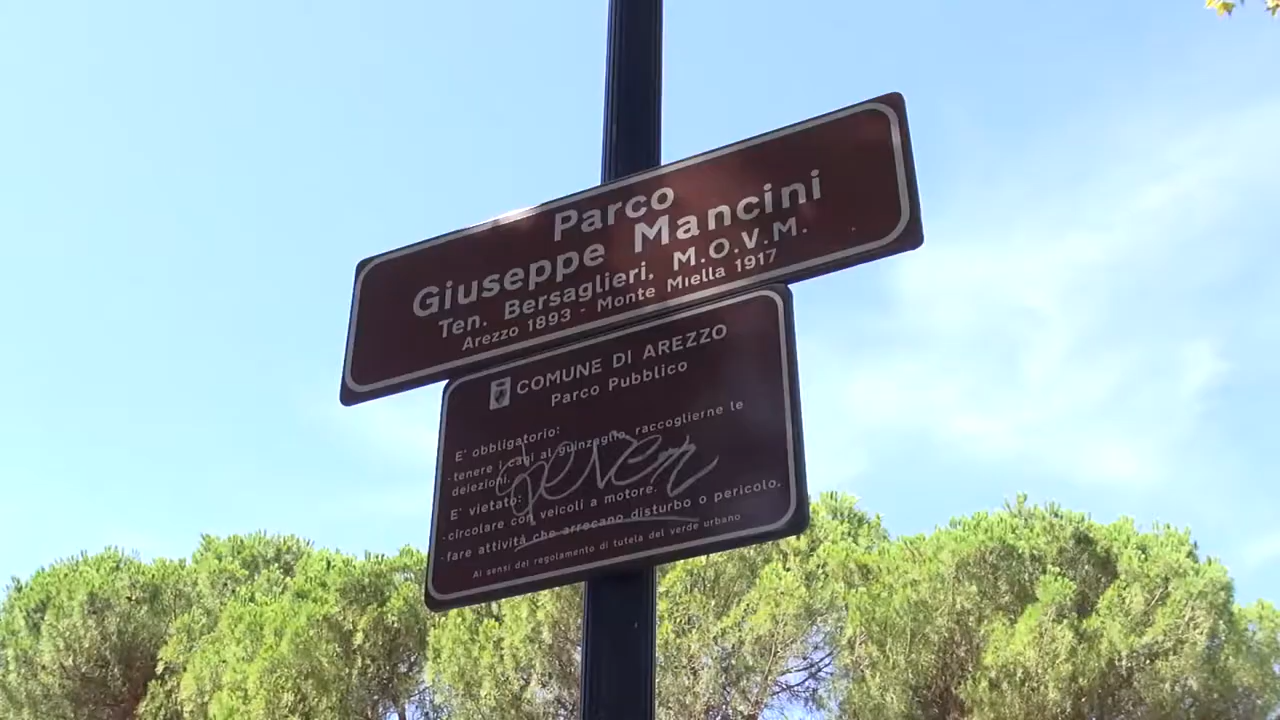 Parco
Giuseppe Mancini
Ten. Bersaglieri, M.O.V.M.
Arezzo 1893 - Monte Miella 1917
COMUNE DI AREZZO
Parco Pubblico
E' obbligatorio:
- tenere i cani al guinzaglio, raccoglierne le
deiezioni.
E' vietato:
- circolare con veicoli a motore.
- fare attività che arrecano disturbo o pericolo.
Ai sensi del regolamento di tutela del verde urbano